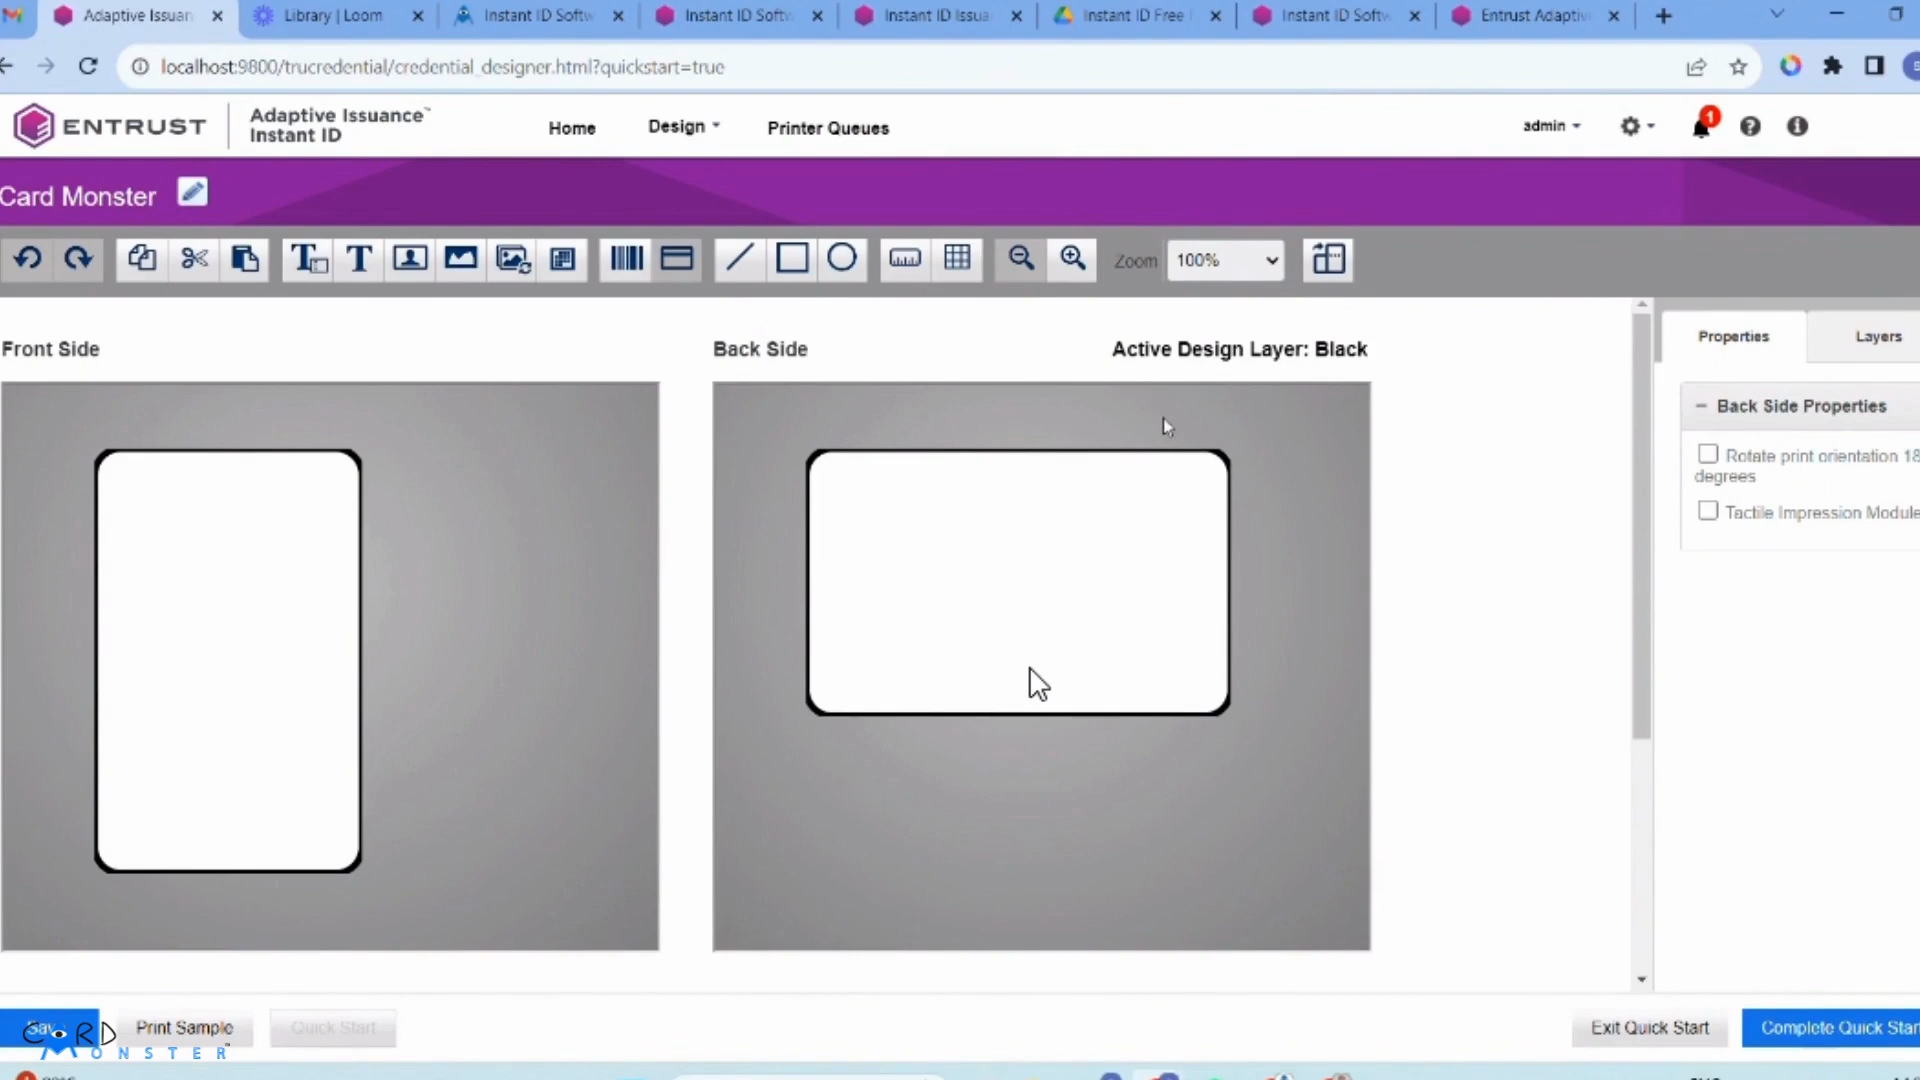 Adaptive Issuan
Library | Loom
Instant ID Softw
Instant ID Softw
Instant ID Issua
Instant ID Free
Instant ID Softw
Entrust Adaptiv
localhost:9800/trucredential/credential_designer.html?quickstart=true
ENTRUST
Adaptive Issuance™
Instant ID
Home
Design
Printer Queues
admin
1
Card Monster
Zoom
100%
Front Side
Back Side
Active Design Layer: Black
Properties
Layers
Back Side Properties
Rotate print orientation 18
degrees
Tactile Impression Module
Print Sample
Quick Start
Exit Quick Start
Complete Quick Star
CARD
MONSTER™